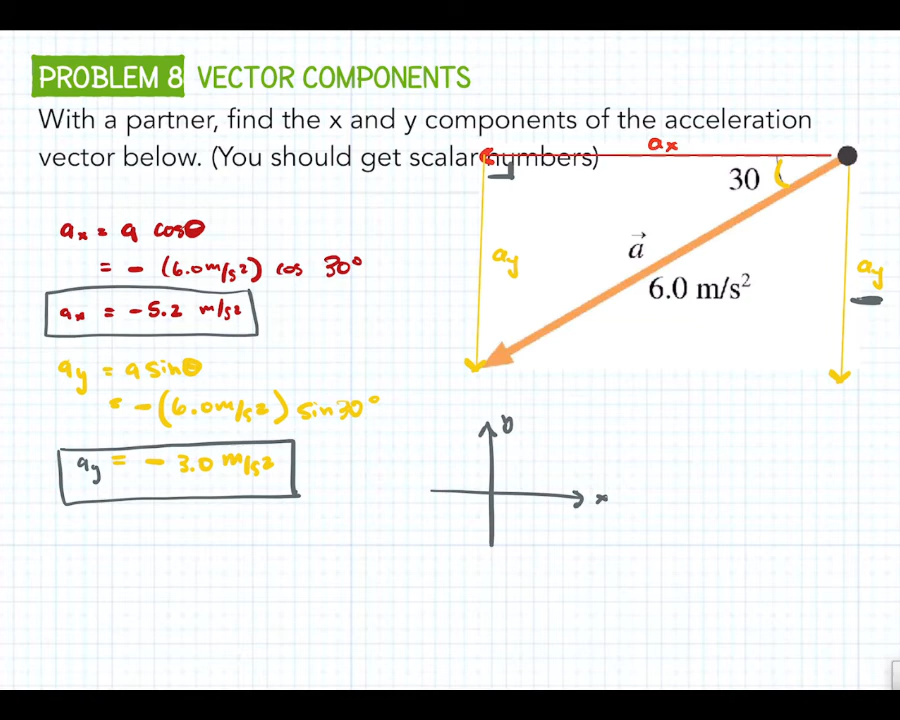 PROBLEM 8 VECTOR COMPONENTS
With a partner, find the x and y components of the acceleration
vector below. (You should get scalar numbers)
ax
30
ax = a cosθ
= - (6.0 m/s2) cos 30°
ax = -5.2 m/s2
ay
a
6.0 m/s²
ay
ay = a sinθ
= - (6.0 m/s2) sin 30°
ay = - 3.0 m/s2
x